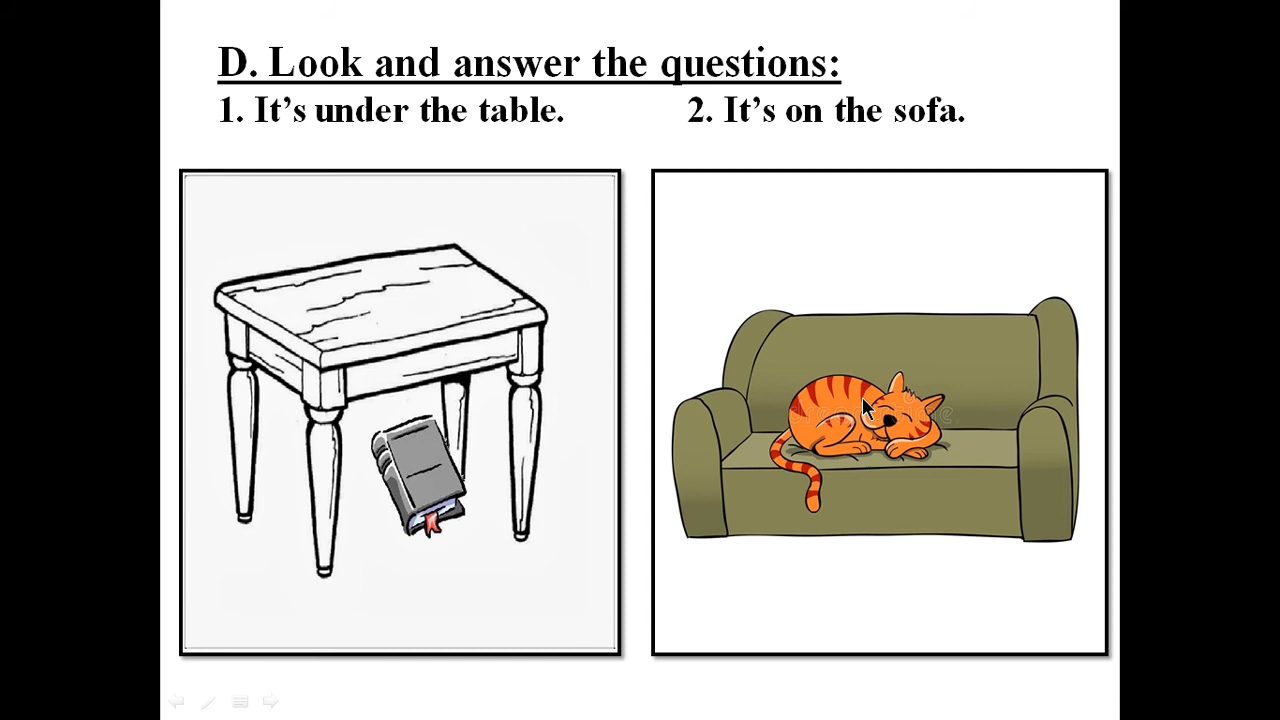 D. Look and answer the questions:
1. It's under the table. 2. It's on the sofa.